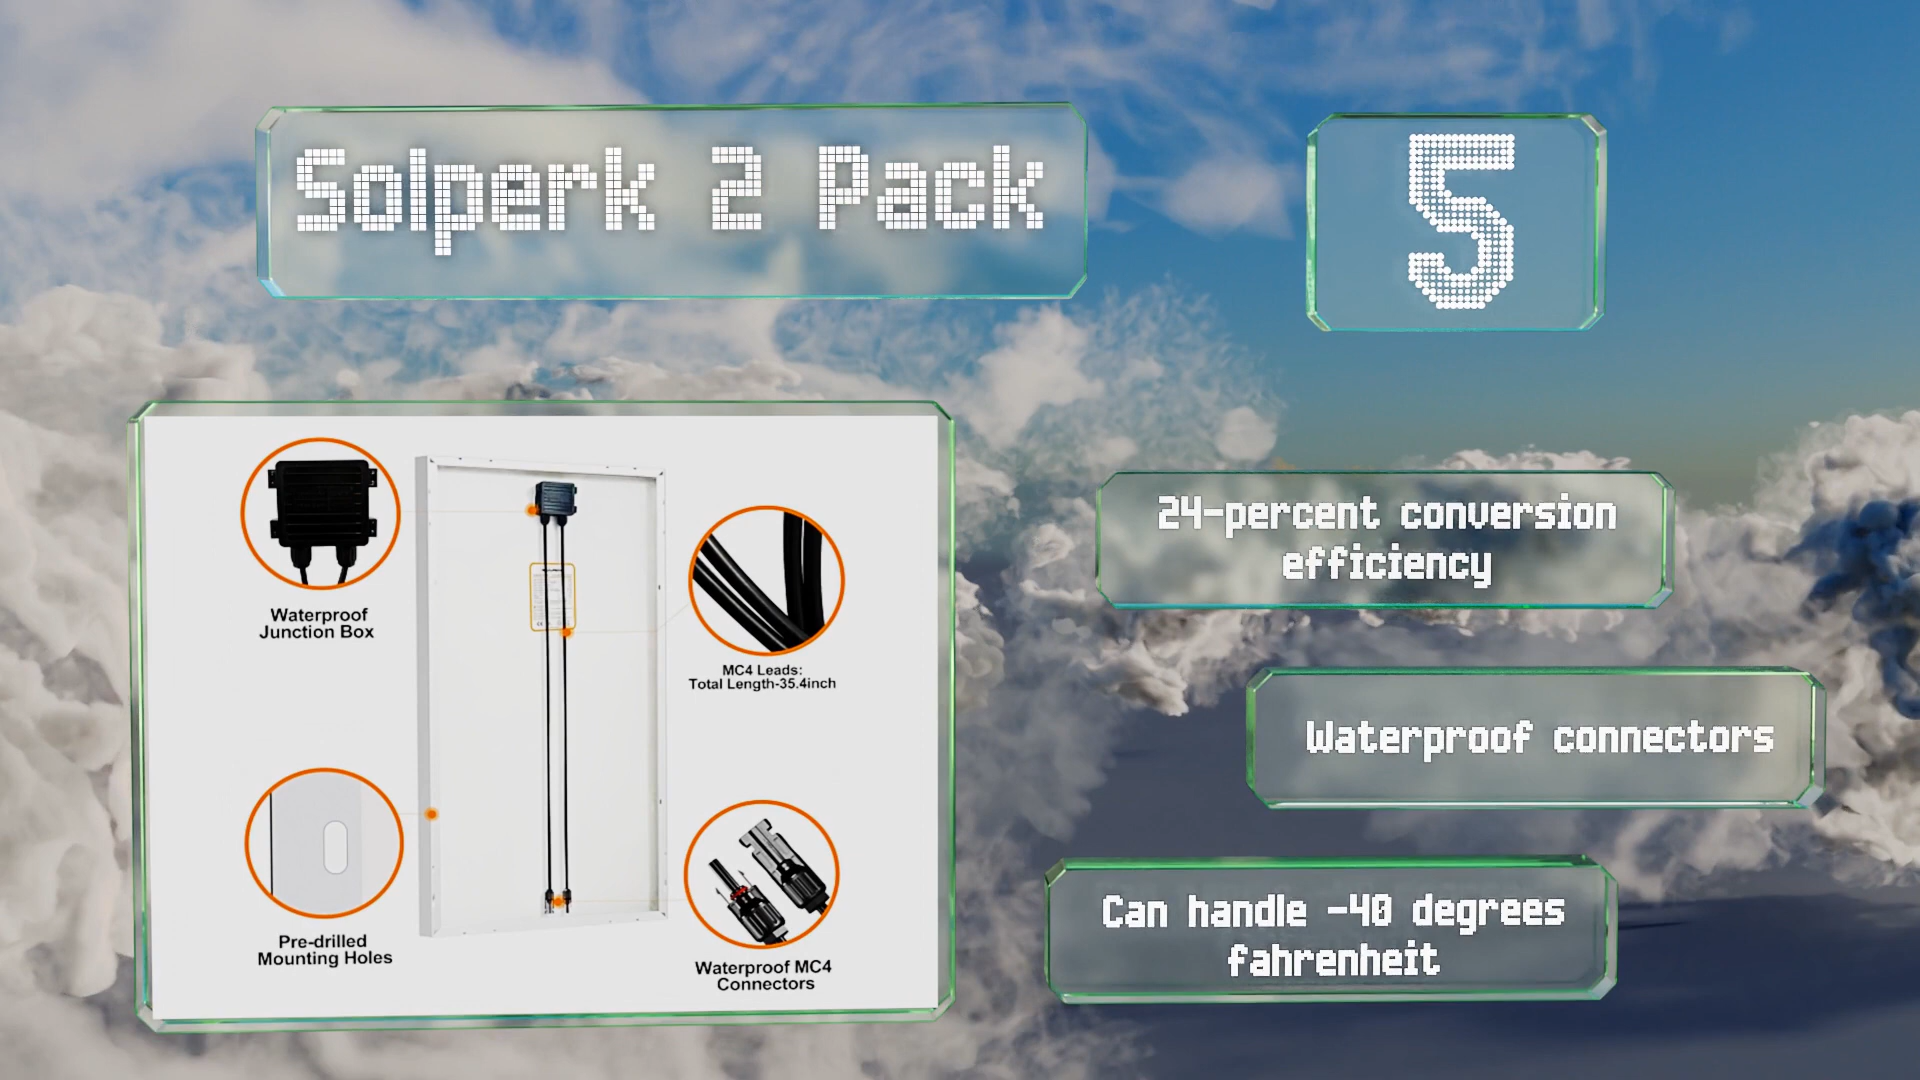 Solperk 2 Pack
5
Waterproof
Junction Box
MC4 Leads:
Total Length-35.4inch
Pre-drilled
Mounting Holes
Waterproof MC4
Connectors
24-percent conversion
efficiency
Waterproof connectors
Can handle -40 degrees
fahrenheit